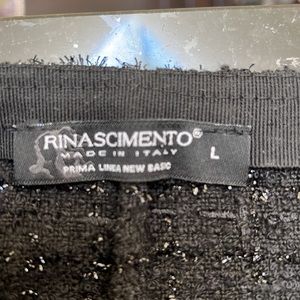 RINASCIMENTO®
MADE IN ITALY
L
PRIMA LINEA NEW BASIC